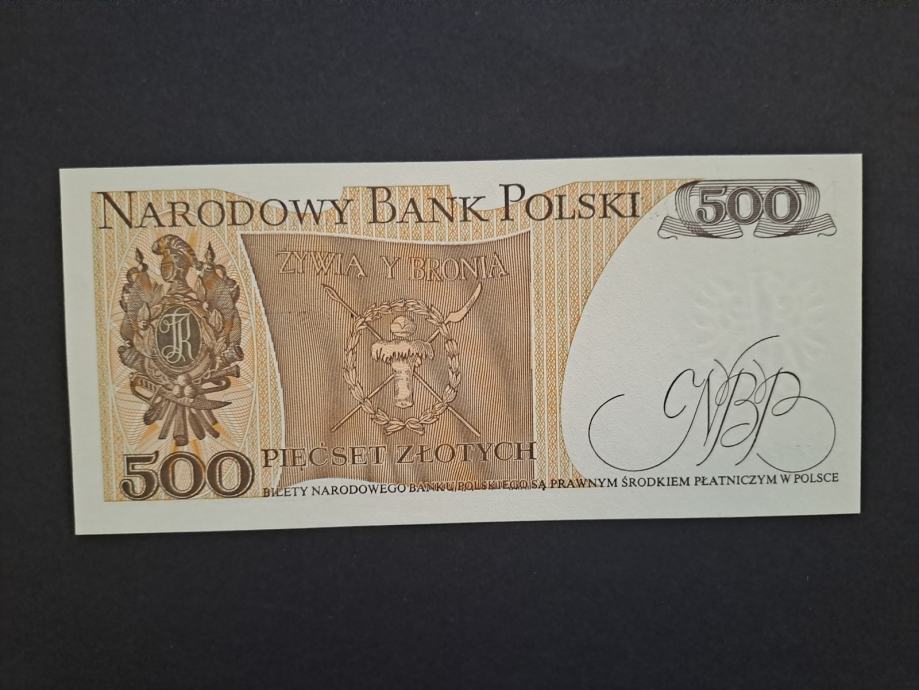 NARODOWY BANK POLSKI
500
ŻYWIĄ Y BRONIĄ
TK
NBP
PIĘĆSET ZŁOTYCH
500
BILETY NARODOWEGO BANKU POLSKIEGO SĄ PRAWNYM ŚRODKIEM PŁATNICZYM W POLSCE